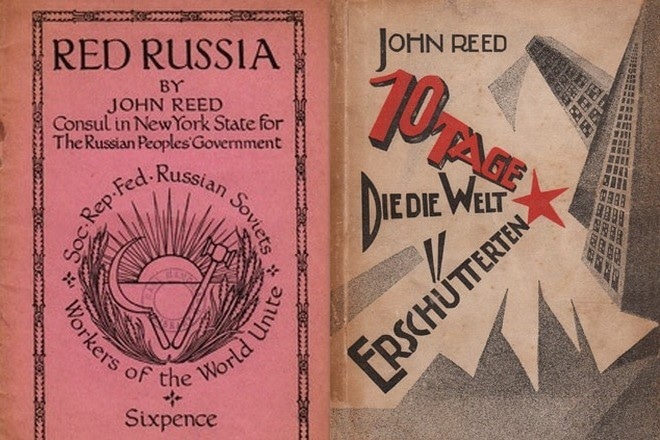 RED RUSSIA
BY
JOHN REED
Consul in New York State for
The Russian Peoples' Government
Soc·Rep·Fed·Russian Soviets
Workers of the World Unite
Sixpence
JOHN REED
10 TAGE
DIE DIE WELT
ERSCHÜTTERTEN